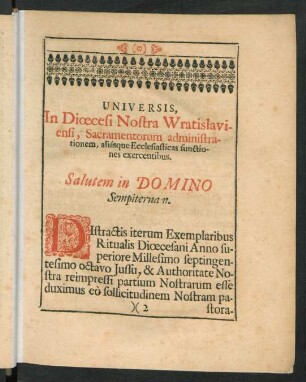 UNIVERSIS,
In Diœcesi Nostra Wratislavi-
ensi, Sacramentorum administra-
tionem, aliasque Ecclesiasticas functio-
nes exercentibus.
Salutem in DOMINO
Sempiternam.
DIstractis iterum Exemplaribus
Ritualis Diœcesani Anno su-
periore Millesimo septingen-
tesimo octavo Jussu, & Authoritate No-
stra reimpressi partium Nostrarum esse
duximus eò sollicitudinem Nostram pa-
)( 2 stora-